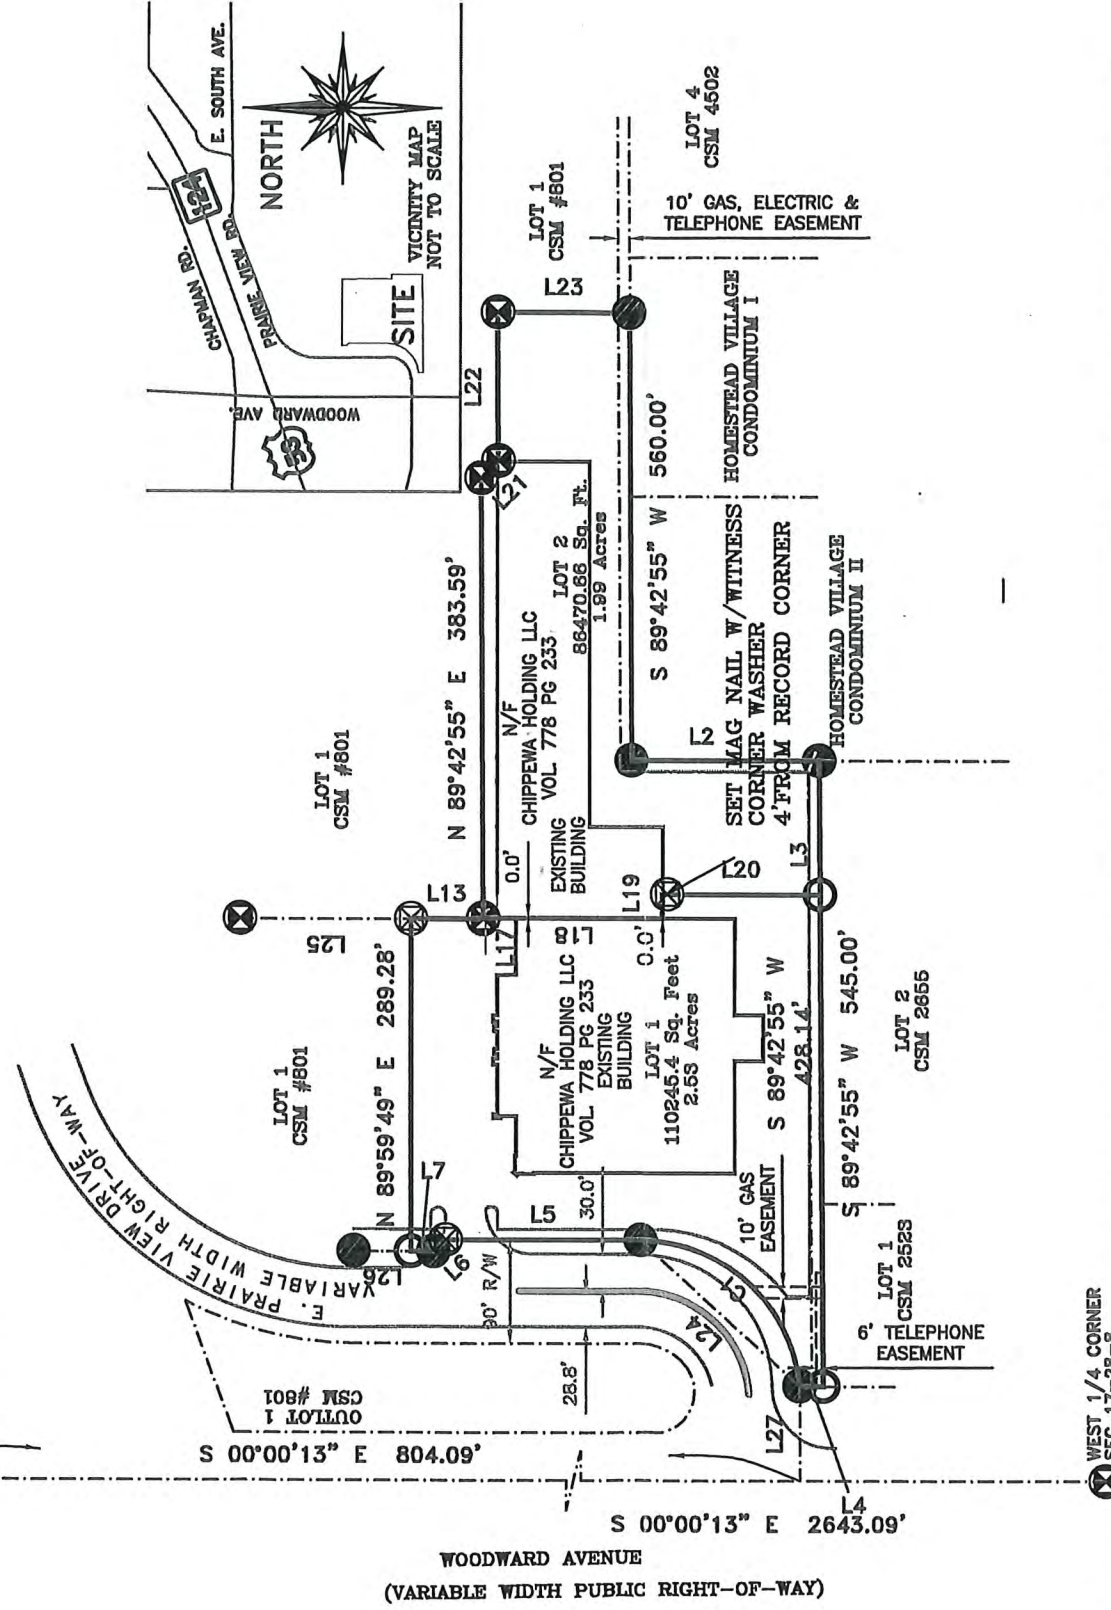 E. SOUTH AVE.
NORTH
124
CHAPMAN RD.
PRAIRIE VIEW RD.
VICINITY MAP
NOT TO SCALE
SITE
WOODWARD AVE.
53
LOT 4
CSM 4502
LOT 1
CSM #801
10' GAS, ELECTRIC &
TELEPHONE EASEMENT
L23
L22
L21
HOMESTEAD VILLAGE
CONDOMINIUM I
S 89°42'55" W 560.00'
N 89°42'55" E 383.59'
LOT 2
86470.66 Sq. Ft.
1.99 Acres
N/F
CHIPPEWA HOLDING LLC
VOL. 778 PG 233
EXISTING
BUILDING
0.0'
SET MAG NAIL W/WITNESS
CORNER WASHER
4'FROM RECORD CORNER
HOMESTEAD VILLAGE
CONDOMINIUM II
L2
L3
L20
L19
LOT 1
CSM #801
L13
L25
L17
L18
0.0'
N 89°59'49" E 289.28'
N/F
CHIPPEWA HOLDING LLC
VOL. 778 PG 233
EXISTING
BUILDING
LOT 1
110245.4 Sq. Feet
2.53 Acres
S 89°42'55" W
428.14'
S 89°42'55" W 545.00'
LOT 2
CSM 2655
LOT 1
CSM #801
L7
L5
30.0'
10' GAS
EASEMENT
L26
L6
E. PRAIRIE VIEW DRIVE
VARIABLE WIDTH RIGHT-OF-WAY
90' R/W
L24
C7
LOT 1
CSM 2525
6' TELEPHONE
EASEMENT
28.8'
OUTLOT 1
CSM #801
L27
L4
S 00°00'13" E 804.09'
S 00°00'13" E 2643.09'
WEST 1/4 CORNER
WOODWARD AVENUE
(VARIABLE WIDTH PUBLIC RIGHT-OF-WAY)